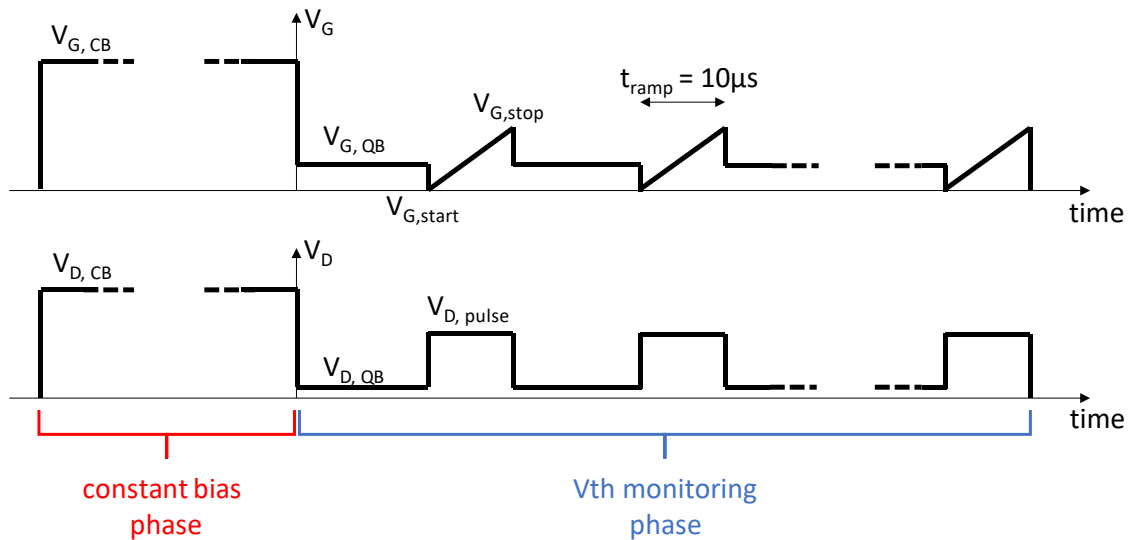 V_G
V_G, CB
t_ramp = 10µs
V_G,stop
V_G, QB
V_G,start
time
V_D
V_D, CB
V_D, pulse
V_D, QB
time
constant bias
phase
Vth monitoring
phase